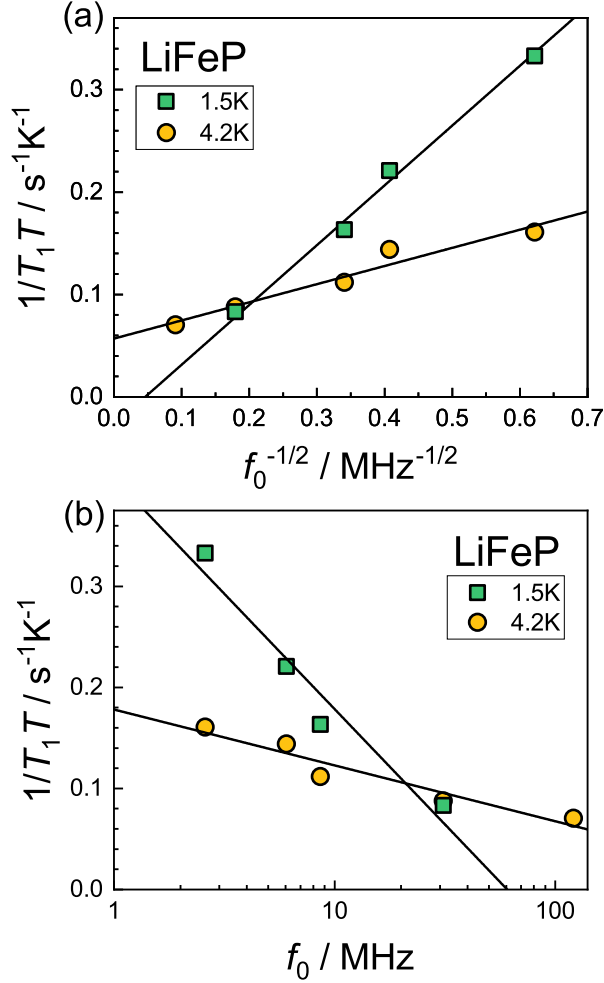 (a)
LiFeP
1.5K
4.2K
0.3
0.2
0.1
0.0
1/T₁T / s⁻¹K⁻¹
0.0 0.1 0.2 0.3 0.4 0.5 0.6 0.7
f₀⁻¹/² / MHz⁻¹/²
(b)
LiFeP
1.5K
4.2K
0.3
0.2
0.1
0.0
1/T₁T / s⁻¹K⁻¹
1 10 100
f₀ / MHz